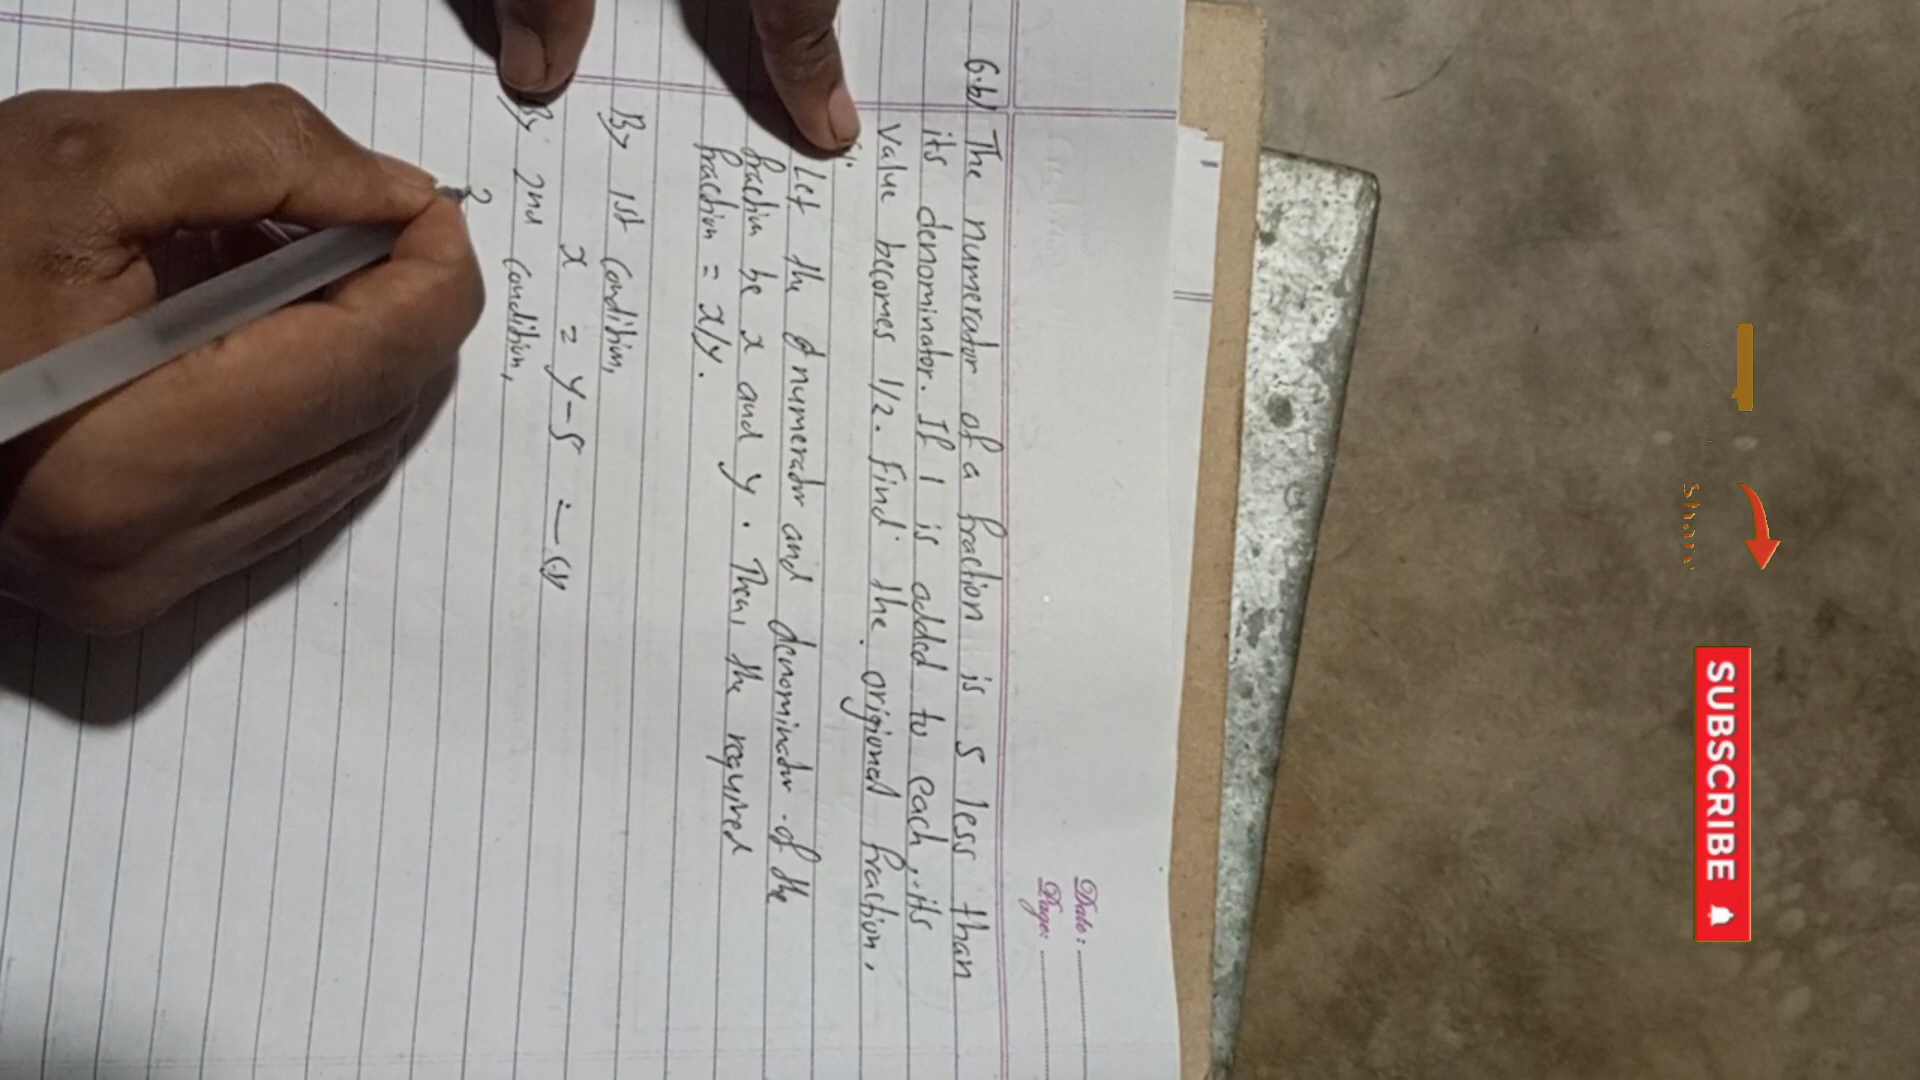 Date:
Page:
6.b) The numerator of a fraction is 5 less than
its denominator. If 1 is added to each, its
value becomes 1/2. Find the origional fraction.
Let the numerator and denominator of the
fraction be x and y. Then, the required
fraction = x/y.
By 1st condition,
x = y-5 :- (i)
By 2nd condition,
Share
SUBSCRIBE